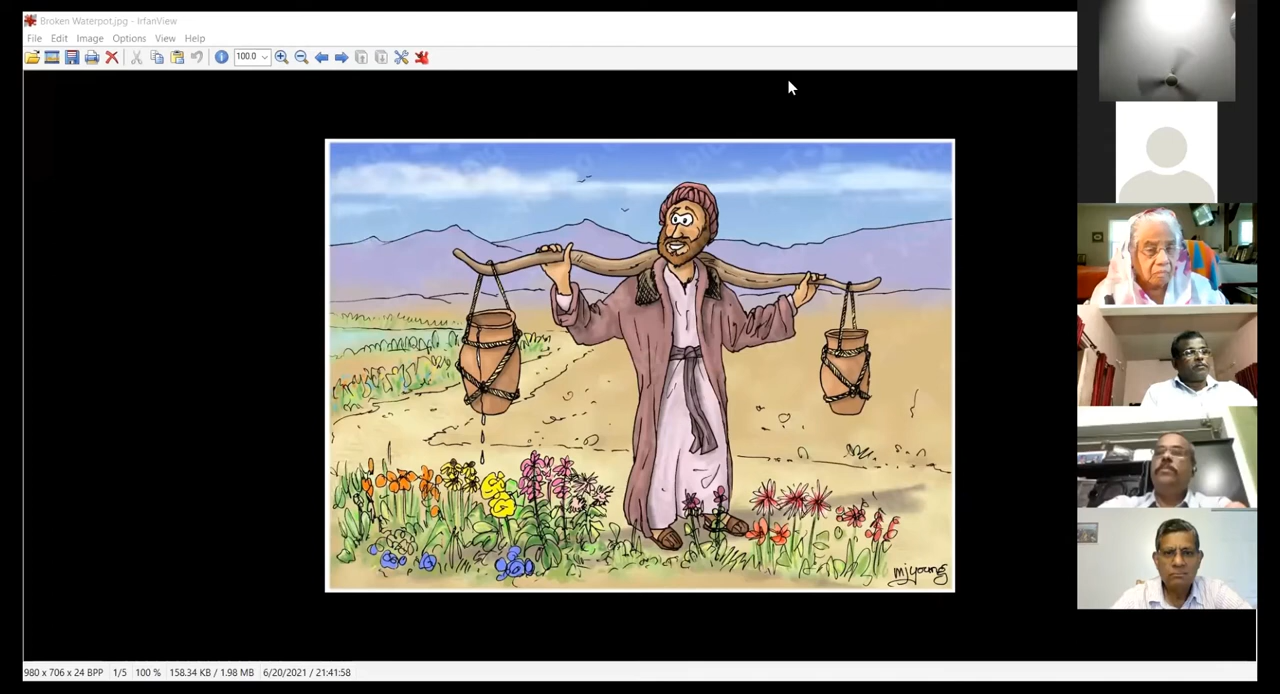 Broken Waterpot.jpg - IrfanView
File Edit Image Options View Help
100.0
mjyoung
980 x 706 x 24 BPP 1/5 100 % 158.34 KB / 1.98 MB 6/20/2021 / 21:41:58